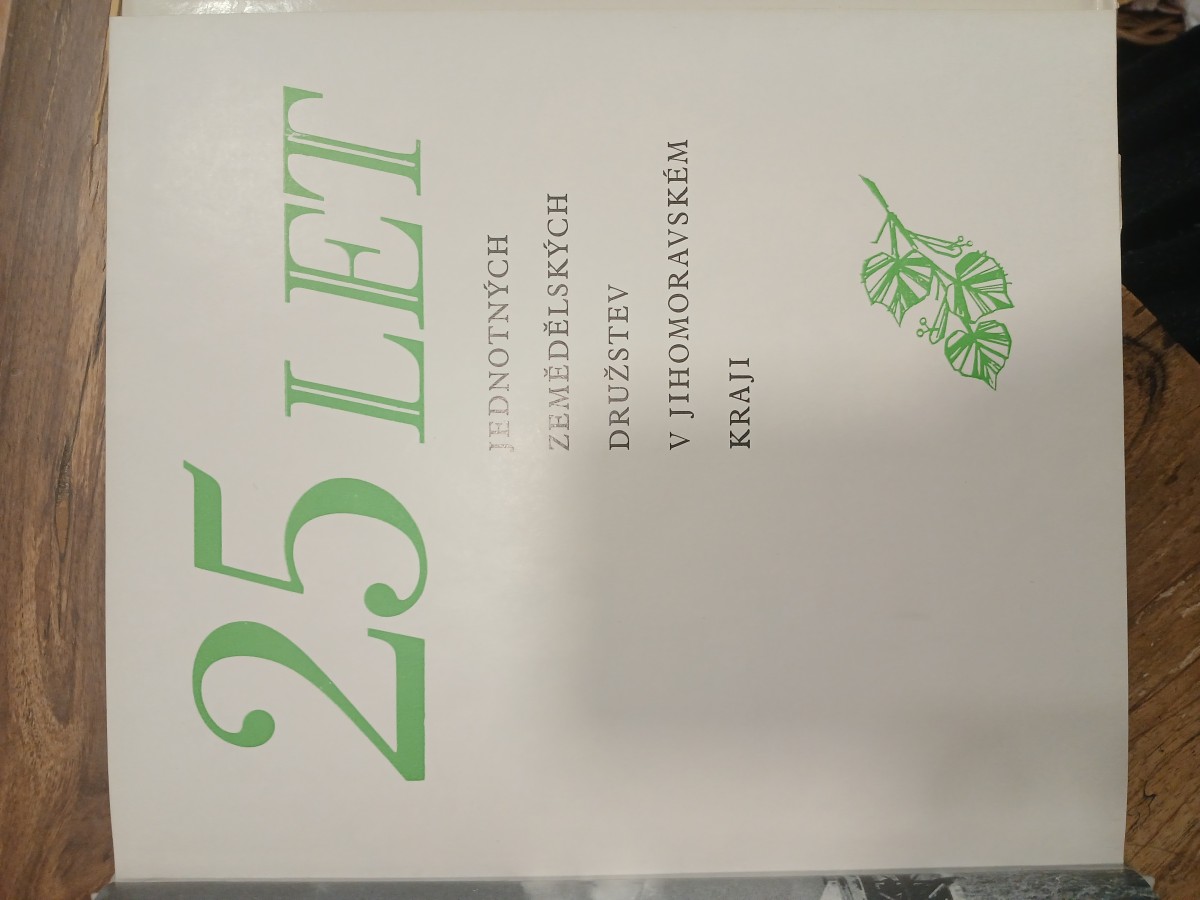 25 LET
JEDNOTNÝCH
ZEMĚDĚLSKÝCH
DRUŽSTEV
V JIHOMORAVSKÉM
KRAJI